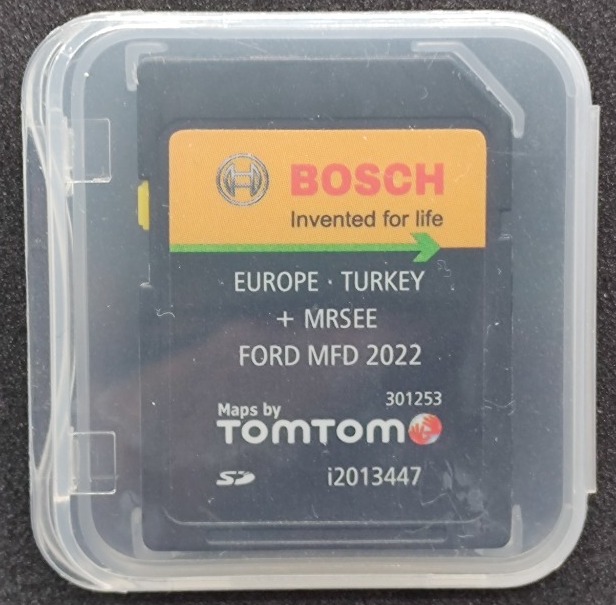 BOSCH
Invented for life
EUROPE · TURKEY
+ MRSEE
FORD MFD 2022
301253
Maps by
TOMTOM
SD i2013447